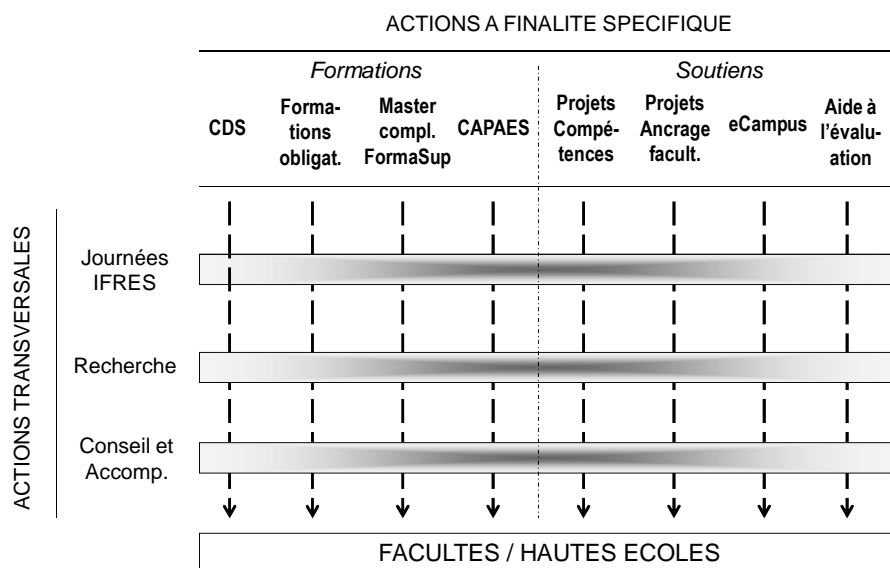 ACTIONS A FINALITE SPECIFIQUE
Formations
Soutiens
CDS
Forma-
tions
obligat.
Master
compl.
FormaSup
CAPAES
Projets
Compé-
tences
Projets
Ancrage
facult.
eCampus
Aide à
l'évalu-
ation
ACTIONS TRANSVERSALES
Journées
IFRES
Recherche
Conseil et
Accomp.
FACULTES / HAUTES ECOLES